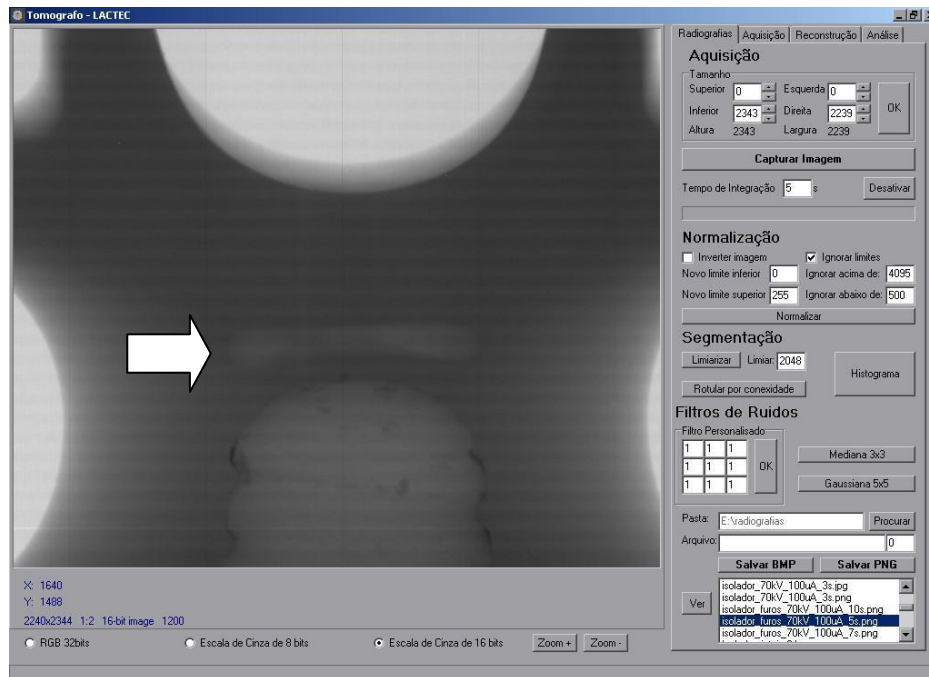 Tomografo - LACTEC
Radiografias Aquisição Reconstrução Análise
Aquisição
Tamanho
Superior 0 Esquerda 0
Inferior 2343 Direita 2239
OK
Altura 2343 Largura 2239
Capturar Imagem
Tempo de Integração 5 s Desativar
Normalização
Inverter imagem Ignorar limites
Novo limite inferior 0 Ignorar acima de: 4095
Novo limite superior 255 Ignorar abaixo de: 500
Normalizar
Segmentação
Limiarizar Limiar: 2048
Histograma
Rotular por conexidade
Filtros de Ruidos
Filtro Personalisado
1 1 1
1 1 1
1 1 1
OK
Mediana 3x3
Gaussiana 5x5
Pasta: E:\radiografias Procurar
Arquivo: 0
Salvar BMP Salvar PNG
Ver
isolador_70kV_100uA_3s.jpg
isolador_70kV_100uA_3s.png
isolador_furos_70kV_100uA_10s.png
isolador_furos_70kV_100uA_5s.png
isolador_furos_70kV_100uA_7s.png
X: 1640
Y: 1488
2240x2344 1:2 16-bit image 1200
RGB 32bits Escala de Cinza de 8 bits Escala de Cinza de 16 bits Zoom + Zoom -